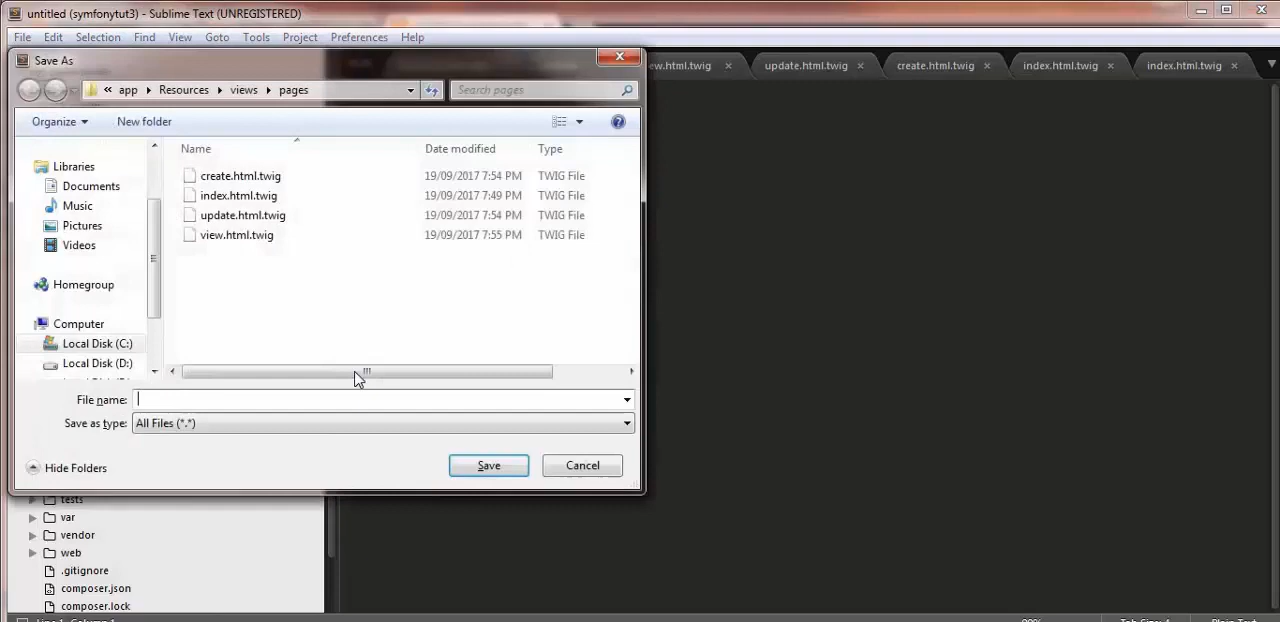 untitled (symfonytut3) - Sublime Text (UNREGISTERED)
File Edit Selection Find View Goto Tools Project Preferences Help
Save As
ew.html.twig × update.html.twig × create.html.twig × index.html.twig × index.html.twig ×
« app Resources views pages
Search pages
Organize New folder
Name Date modified Type
Libraries
Documents
Music
Pictures
Videos
Homegroup
Computer
Local Disk (C:)
Local Disk (D:)
create.html.twig 19/09/2017 7:54 PM TWIG File
index.html.twig 19/09/2017 7:49 PM TWIG File
update.html.twig 19/09/2017 7:54 PM TWIG File
view.html.twig 19/09/2017 7:55 PM TWIG File
File name:
Save as type: All Files (*.*)
Hide Folders Save Cancel
tests
var
vendor
web
.gitignore
composer.json
composer.lock